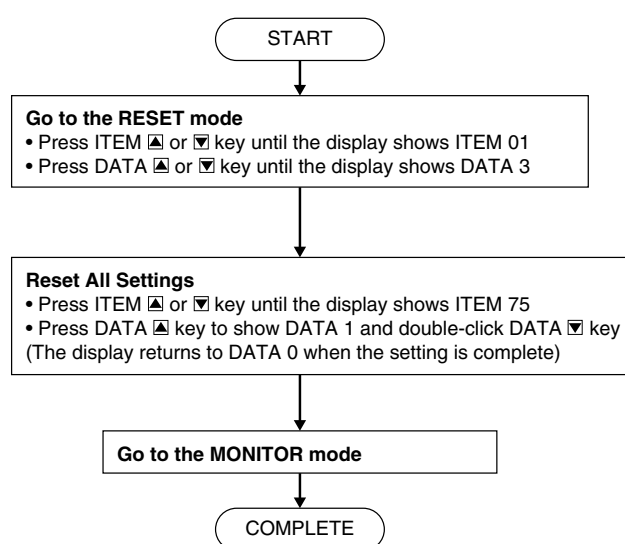 START
Go to the RESET mode
• Press ITEM ▲ or ▼ key until the display shows ITEM 01
• Press DATA ▲ or ▼ key until the display shows DATA 3
Reset All Settings
• Press ITEM ▲ or ▼ key until the display shows ITEM 75
• Press DATA ▲ key to show DATA 1 and double-click DATA ▼ key
(The display returns to DATA 0 when the setting is complete)
Go to the MONITOR mode
COMPLETE